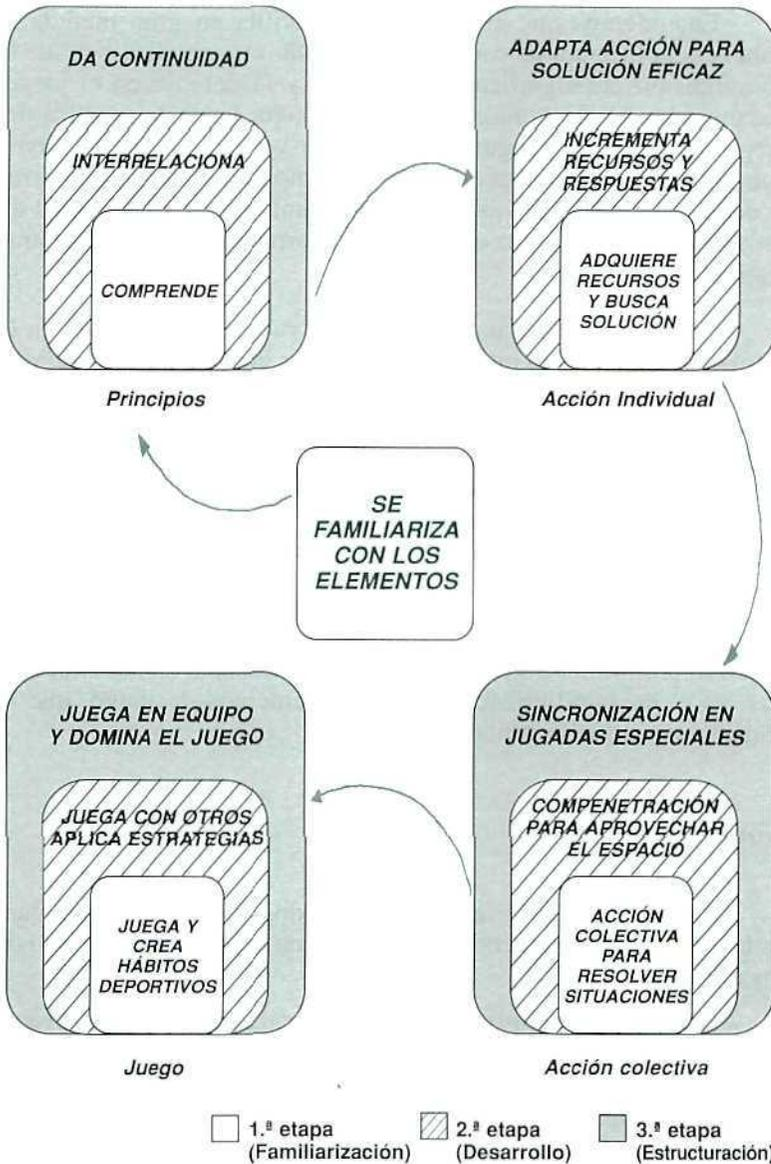 DA CONTINUIDAD
INTERRELACIONA
COMPRENDE
Principios
ADAPTA ACCIÓN PARA
SOLUCIÓN EFICAZ
INCREMENTA
RECURSOS Y
RESPUESTAS
ADQUIERE
RECURSOS
Y BUSCA
SOLUCIÓN
Acción Individual
SE
FAMILIARIZA
CON LOS
ELEMENTOS
JUEGA EN EQUIPO
Y DOMINA EL JUEGO
JUEGA CON OTROS
APLICA ESTRATEGIAS
JUEGA Y
CREA
HÁBITOS
DEPORTIVOS
Juego
SINCRONIZACIÓN EN
JUGADAS ESPECIALES
COMPENETRACIÓN
PARA APROVECHAR
EL ESPACIO
ACCIÓN
COLECTIVA
PARA
RESOLVER
SITUACIONES
Acción colectiva
1.ª etapa
(Familiarización)
2.ª etapa
(Desarrollo)
3.ª etapa
(Estructuración)